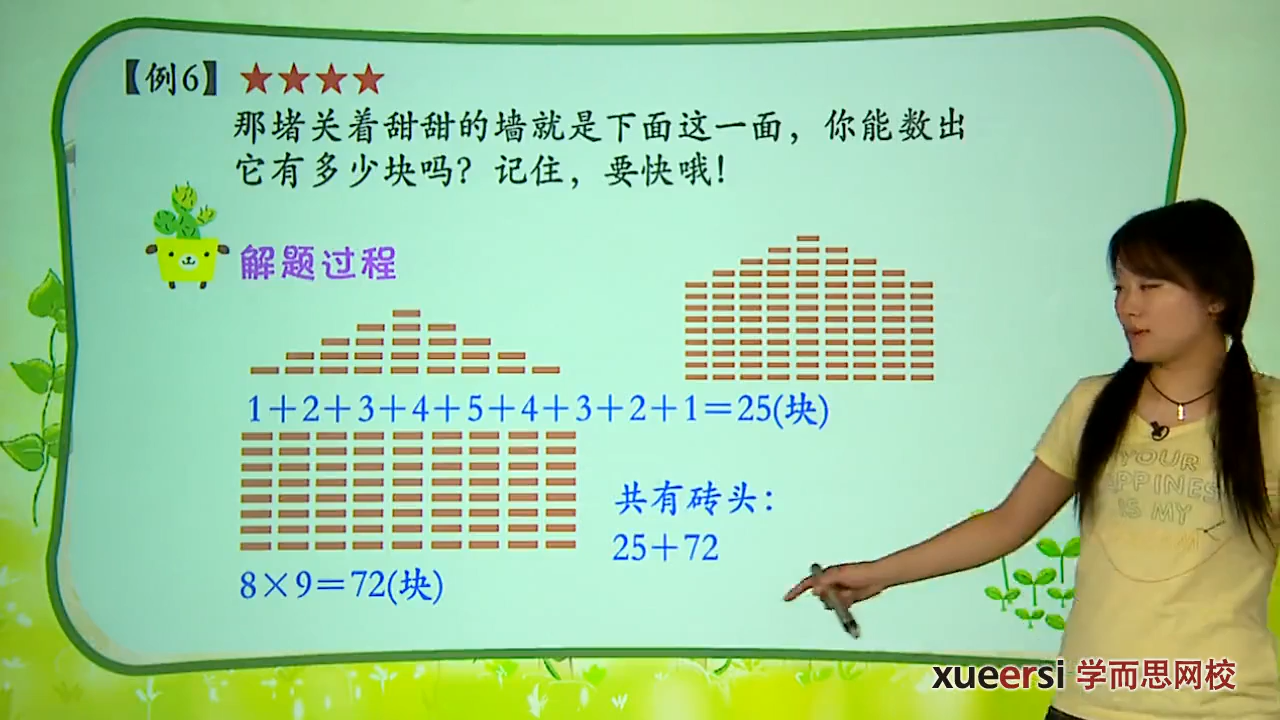 【例6】★★★★
那堵关着甜甜的墙就是下面这一面，你能数出
它有多少块吗？记住，要快哦！
解题过程
1+2+3+4+5+4+3+2+1=25(块)
共有砖头：
25+72
8×9=72(块)
YOUR
IS MY
xueersi 学而思网校